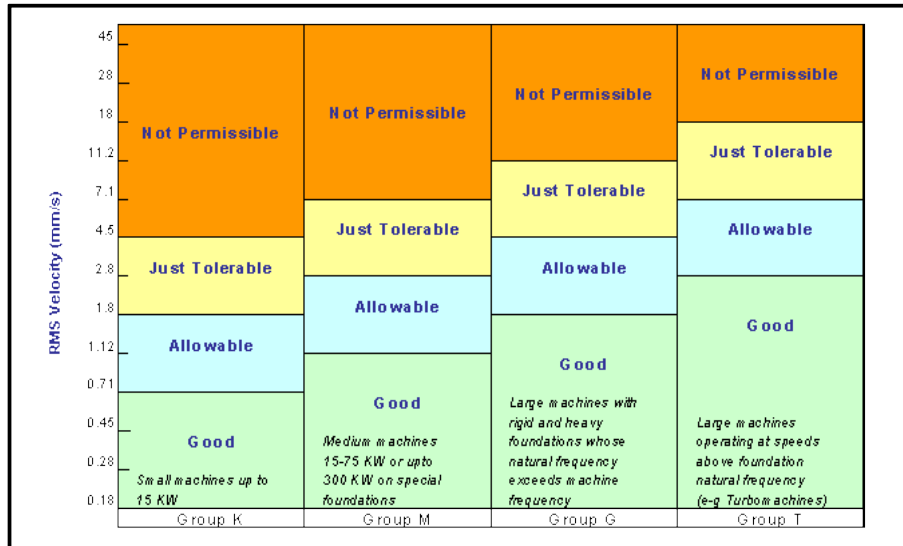 45
28
18
11.2
7.1
4.5
2.8
1.8
1.12
0.71
0.45
0.28
0.18
RMS Velocity (mm/s)
Not Permissible
Just Tolerable
Allowable
Good
Small machines up to
15 KW
Group K
Not Permissible
Just Tolerable
Allowable
Good
Medium machines
15-75 KW or upto
300 KW on special
foundations
Group M
Not Permissible
Just Tolerable
Allowable
Good
Large machines with
rigid and heavy
foundations whose
natural frequency
exceeds machine
frequency
Group G
Not Permissible
Just Tolerable
Allowable
Good
Large machines
operating at speeds
above foundation
natural frequency
(e-g Turbomachines)
Group T